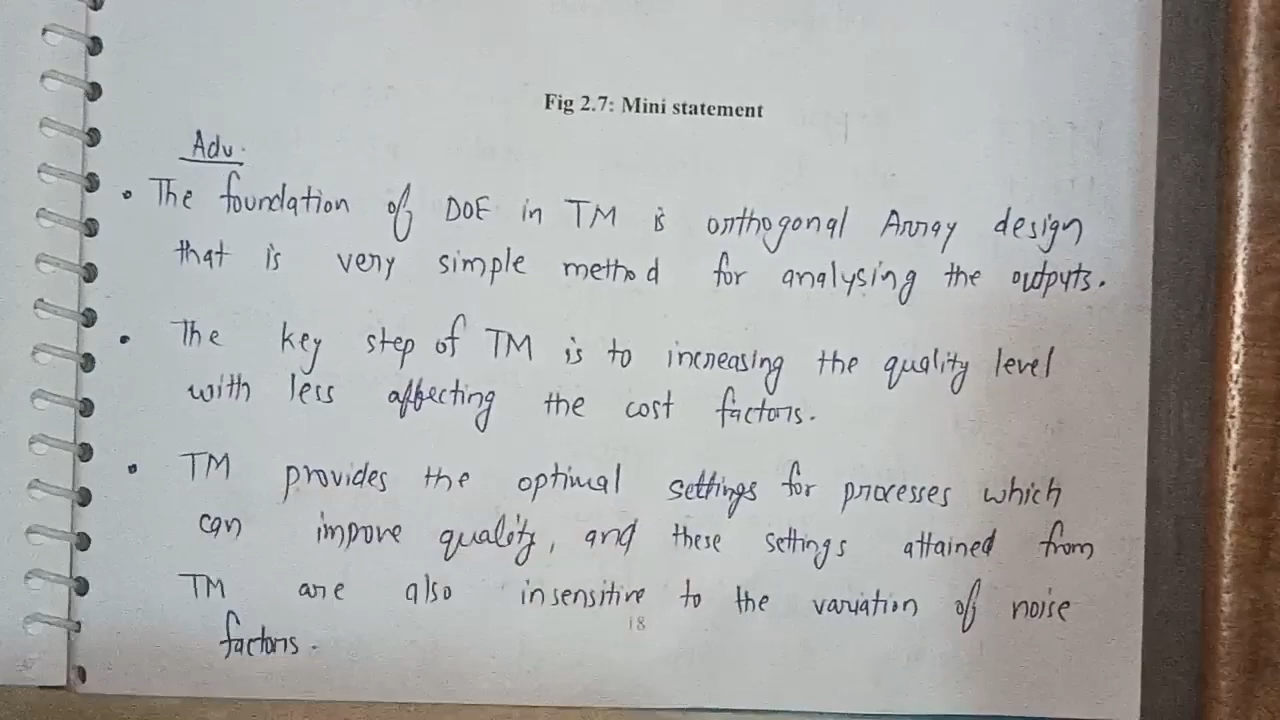 Fig 2.7: Mini statement
Adv.
• The foundation of DOE in TM is orthogonal Array design
that is very simple method for analysing the outputs.
• The key step of TM is to increasing the quality level
with less affecting the cost factors.
• TM provides the optimal settings for processes which
can improve quality, and these settings attained from
TM are also insensitive to the variation of noise
18
factors.